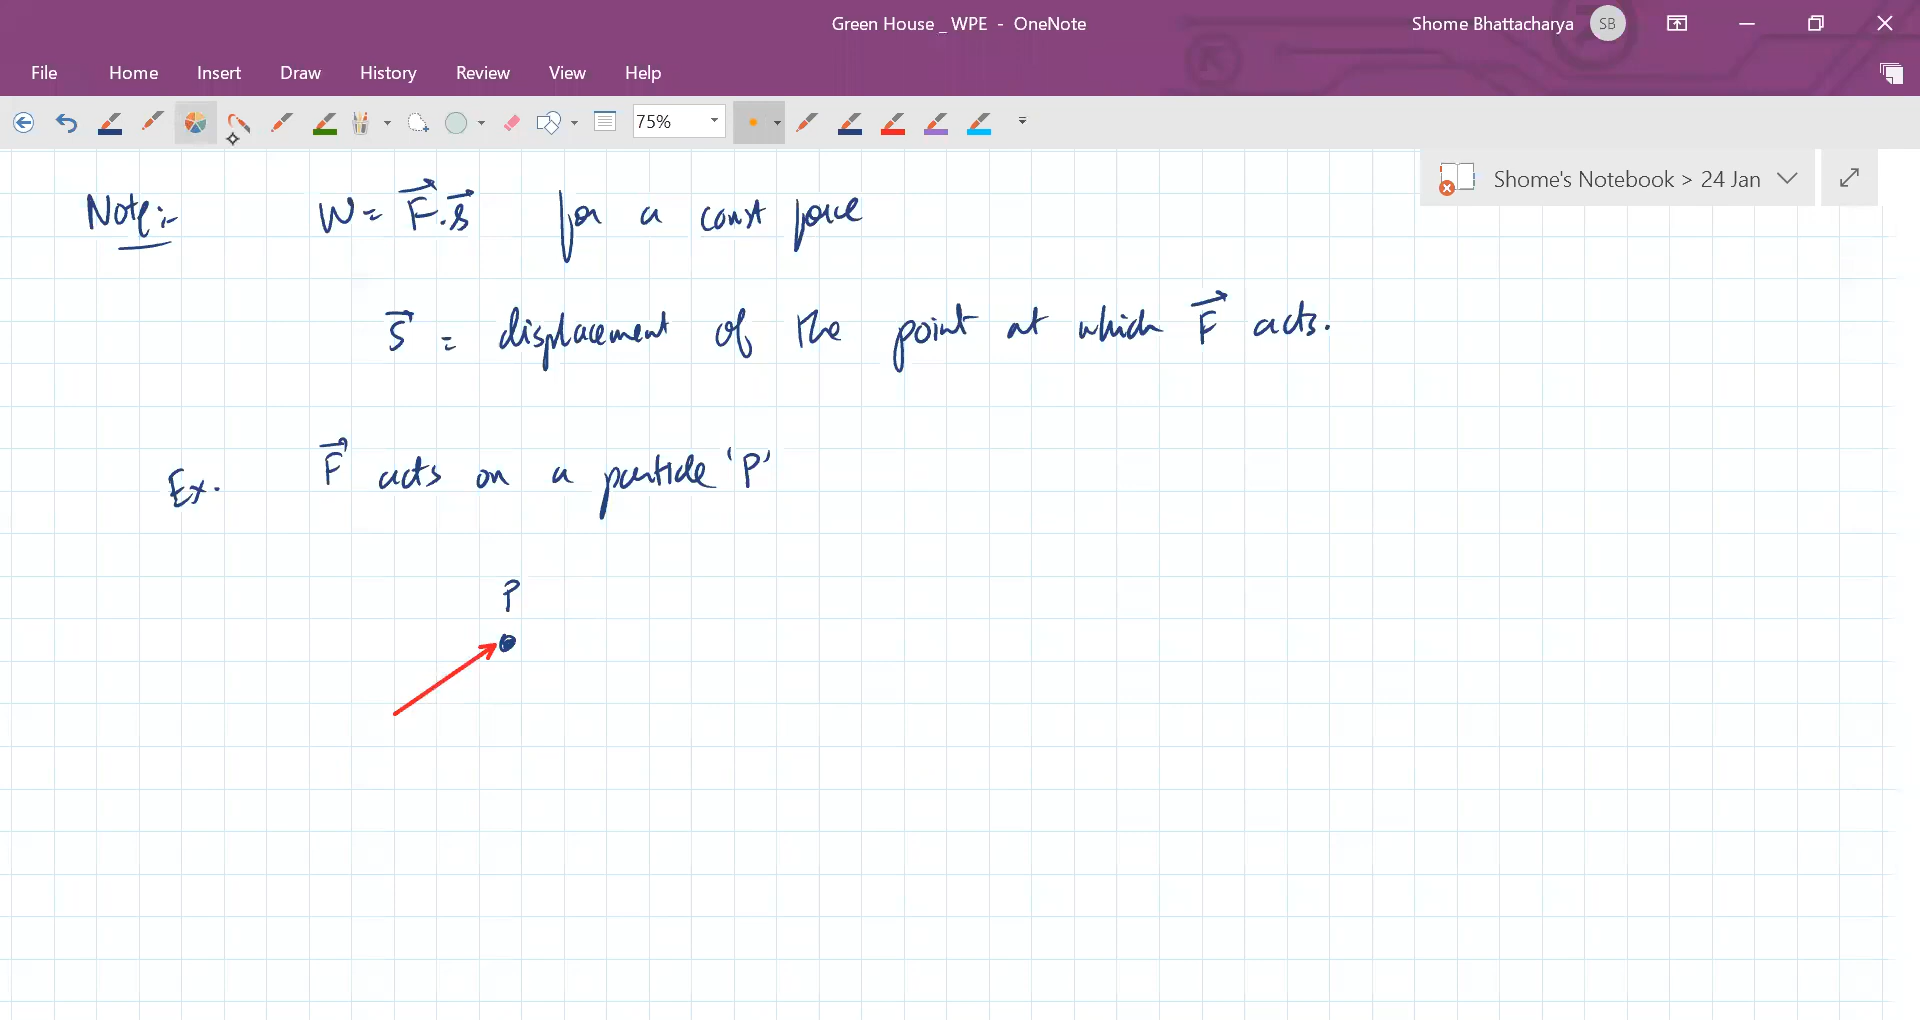 Green House _ WPE - OneNote
Shome Bhattacharya SB
File Home Insert Draw History Review View Help
75%
Shome's Notebook > 24 Jan
Note:- W = F⃗.s⃗ for a const force
s⃗ = displacement of the point at which F⃗ acts.
Ex. F⃗ acts on a particle 'P'
P